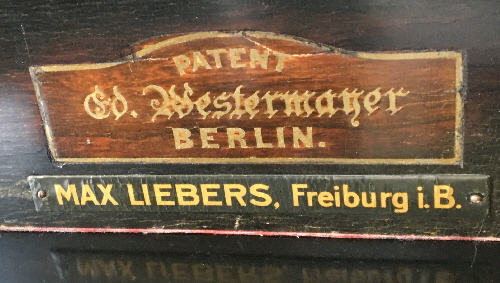 PATENT
Ed. Westermayer
BERLIN.
MAX LIEBERS, Freiburg i.B.